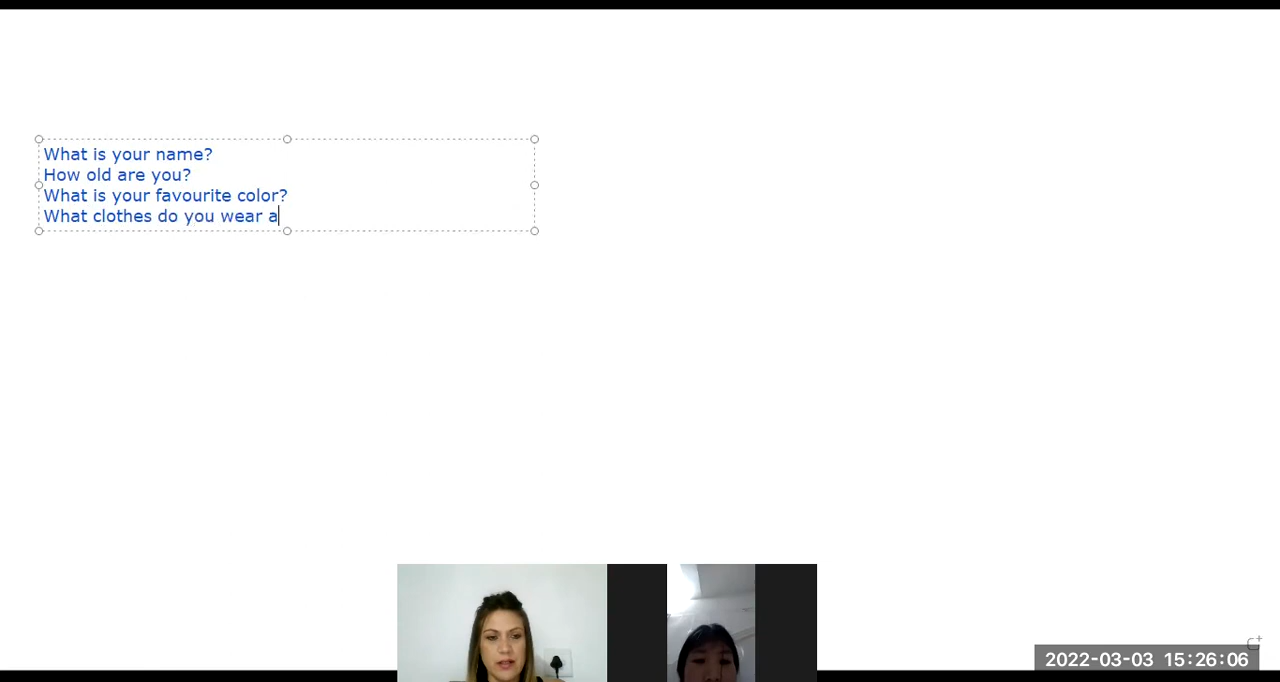 What is your name?
How old are you?
What is your favourite color?
What clothes do you wear a
2022-03-03 15:26:06